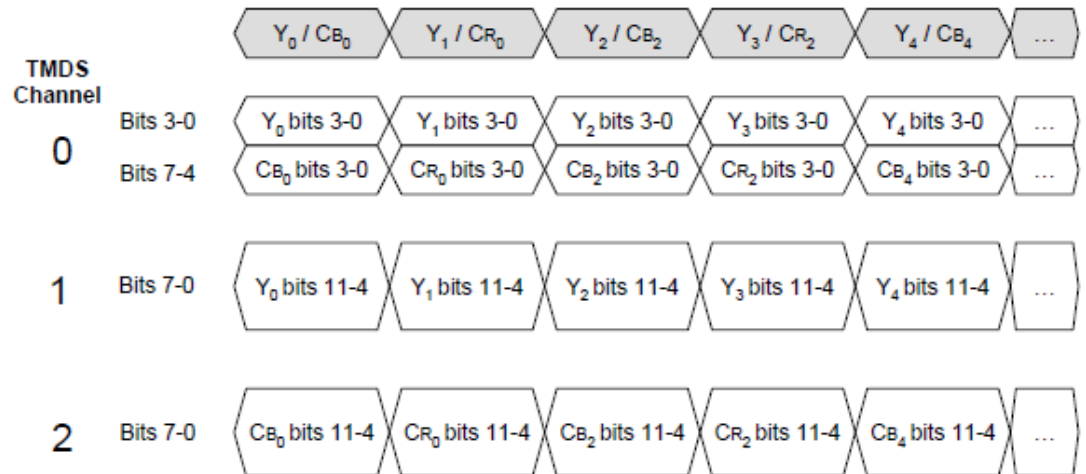 Y₀ / CB₀ Y₁ / CR₀ Y₂ / CB₂ Y₃ / CR₂ Y₄ / CB₄ ...
TMDS
Channel
0
Bits 3-0 Y₀ bits 3-0 Y₁ bits 3-0 Y₂ bits 3-0 Y₃ bits 3-0 Y₄ bits 3-0 ...
Bits 7-4 CB₀ bits 3-0 CR₀ bits 3-0 CB₂ bits 3-0 CR₂ bits 3-0 CB₄ bits 3-0 ...
1 Bits 7-0 Y₀ bits 11-4 Y₁ bits 11-4 Y₂ bits 11-4 Y₃ bits 11-4 Y₄ bits 11-4 ...
2 Bits 7-0 CB₀ bits 11-4 CR₀ bits 11-4 CB₂ bits 11-4 CR₂ bits 11-4 CB₄ bits 11-4 ...